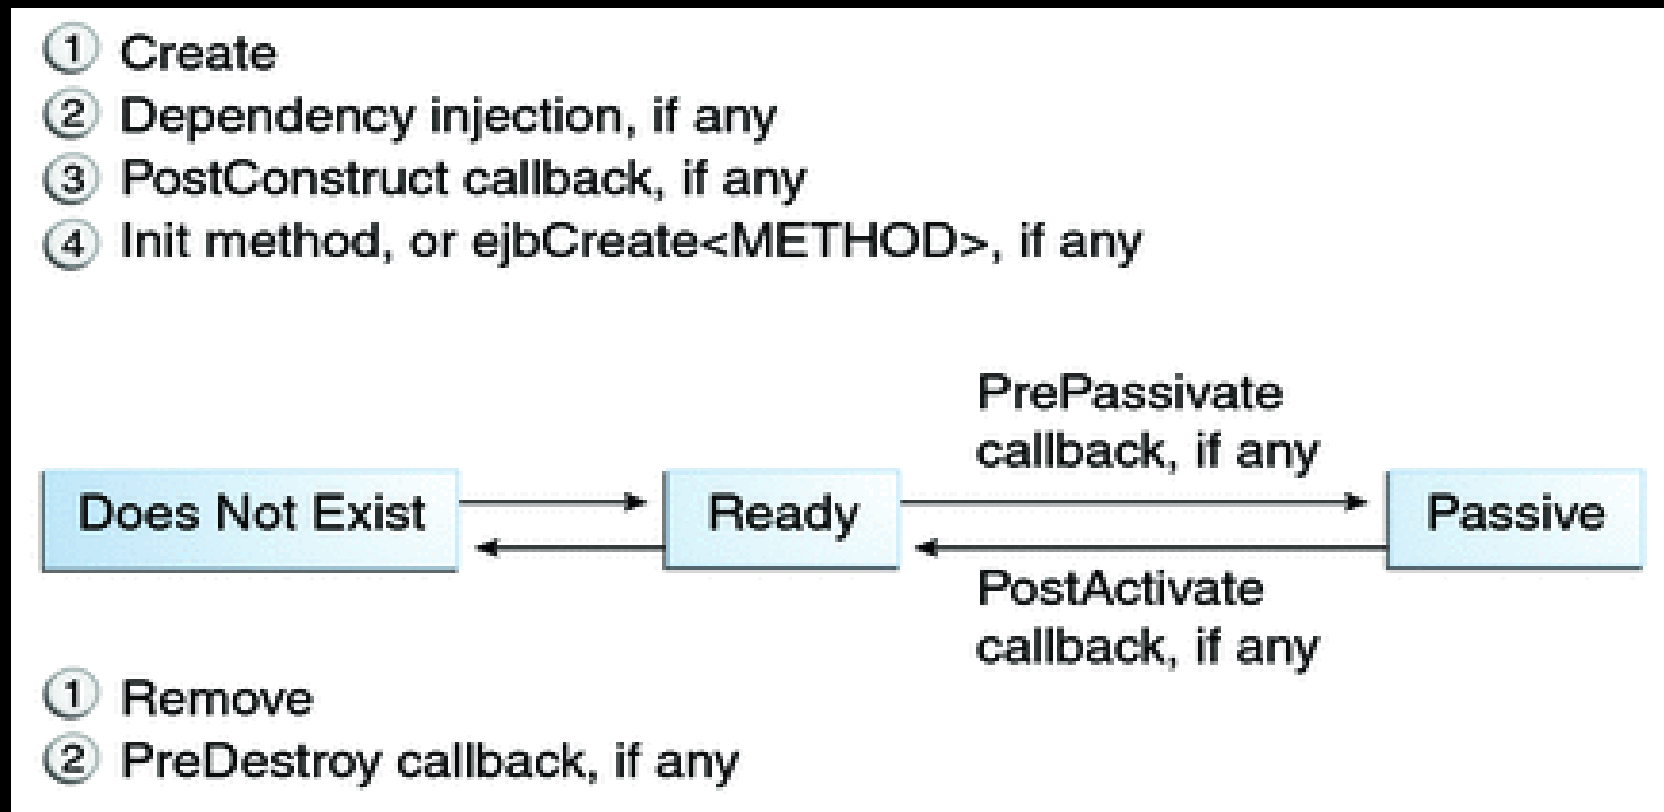 1 Create
2 Dependency injection, if any
3 PostConstruct callback, if any
4 Init method, or ejbCreate<METHOD>, if any
PrePassivate
callback, if any
Does Not Exist
Ready
Passive
PostActivate
callback, if any
1 Remove
2 PreDestroy callback, if any